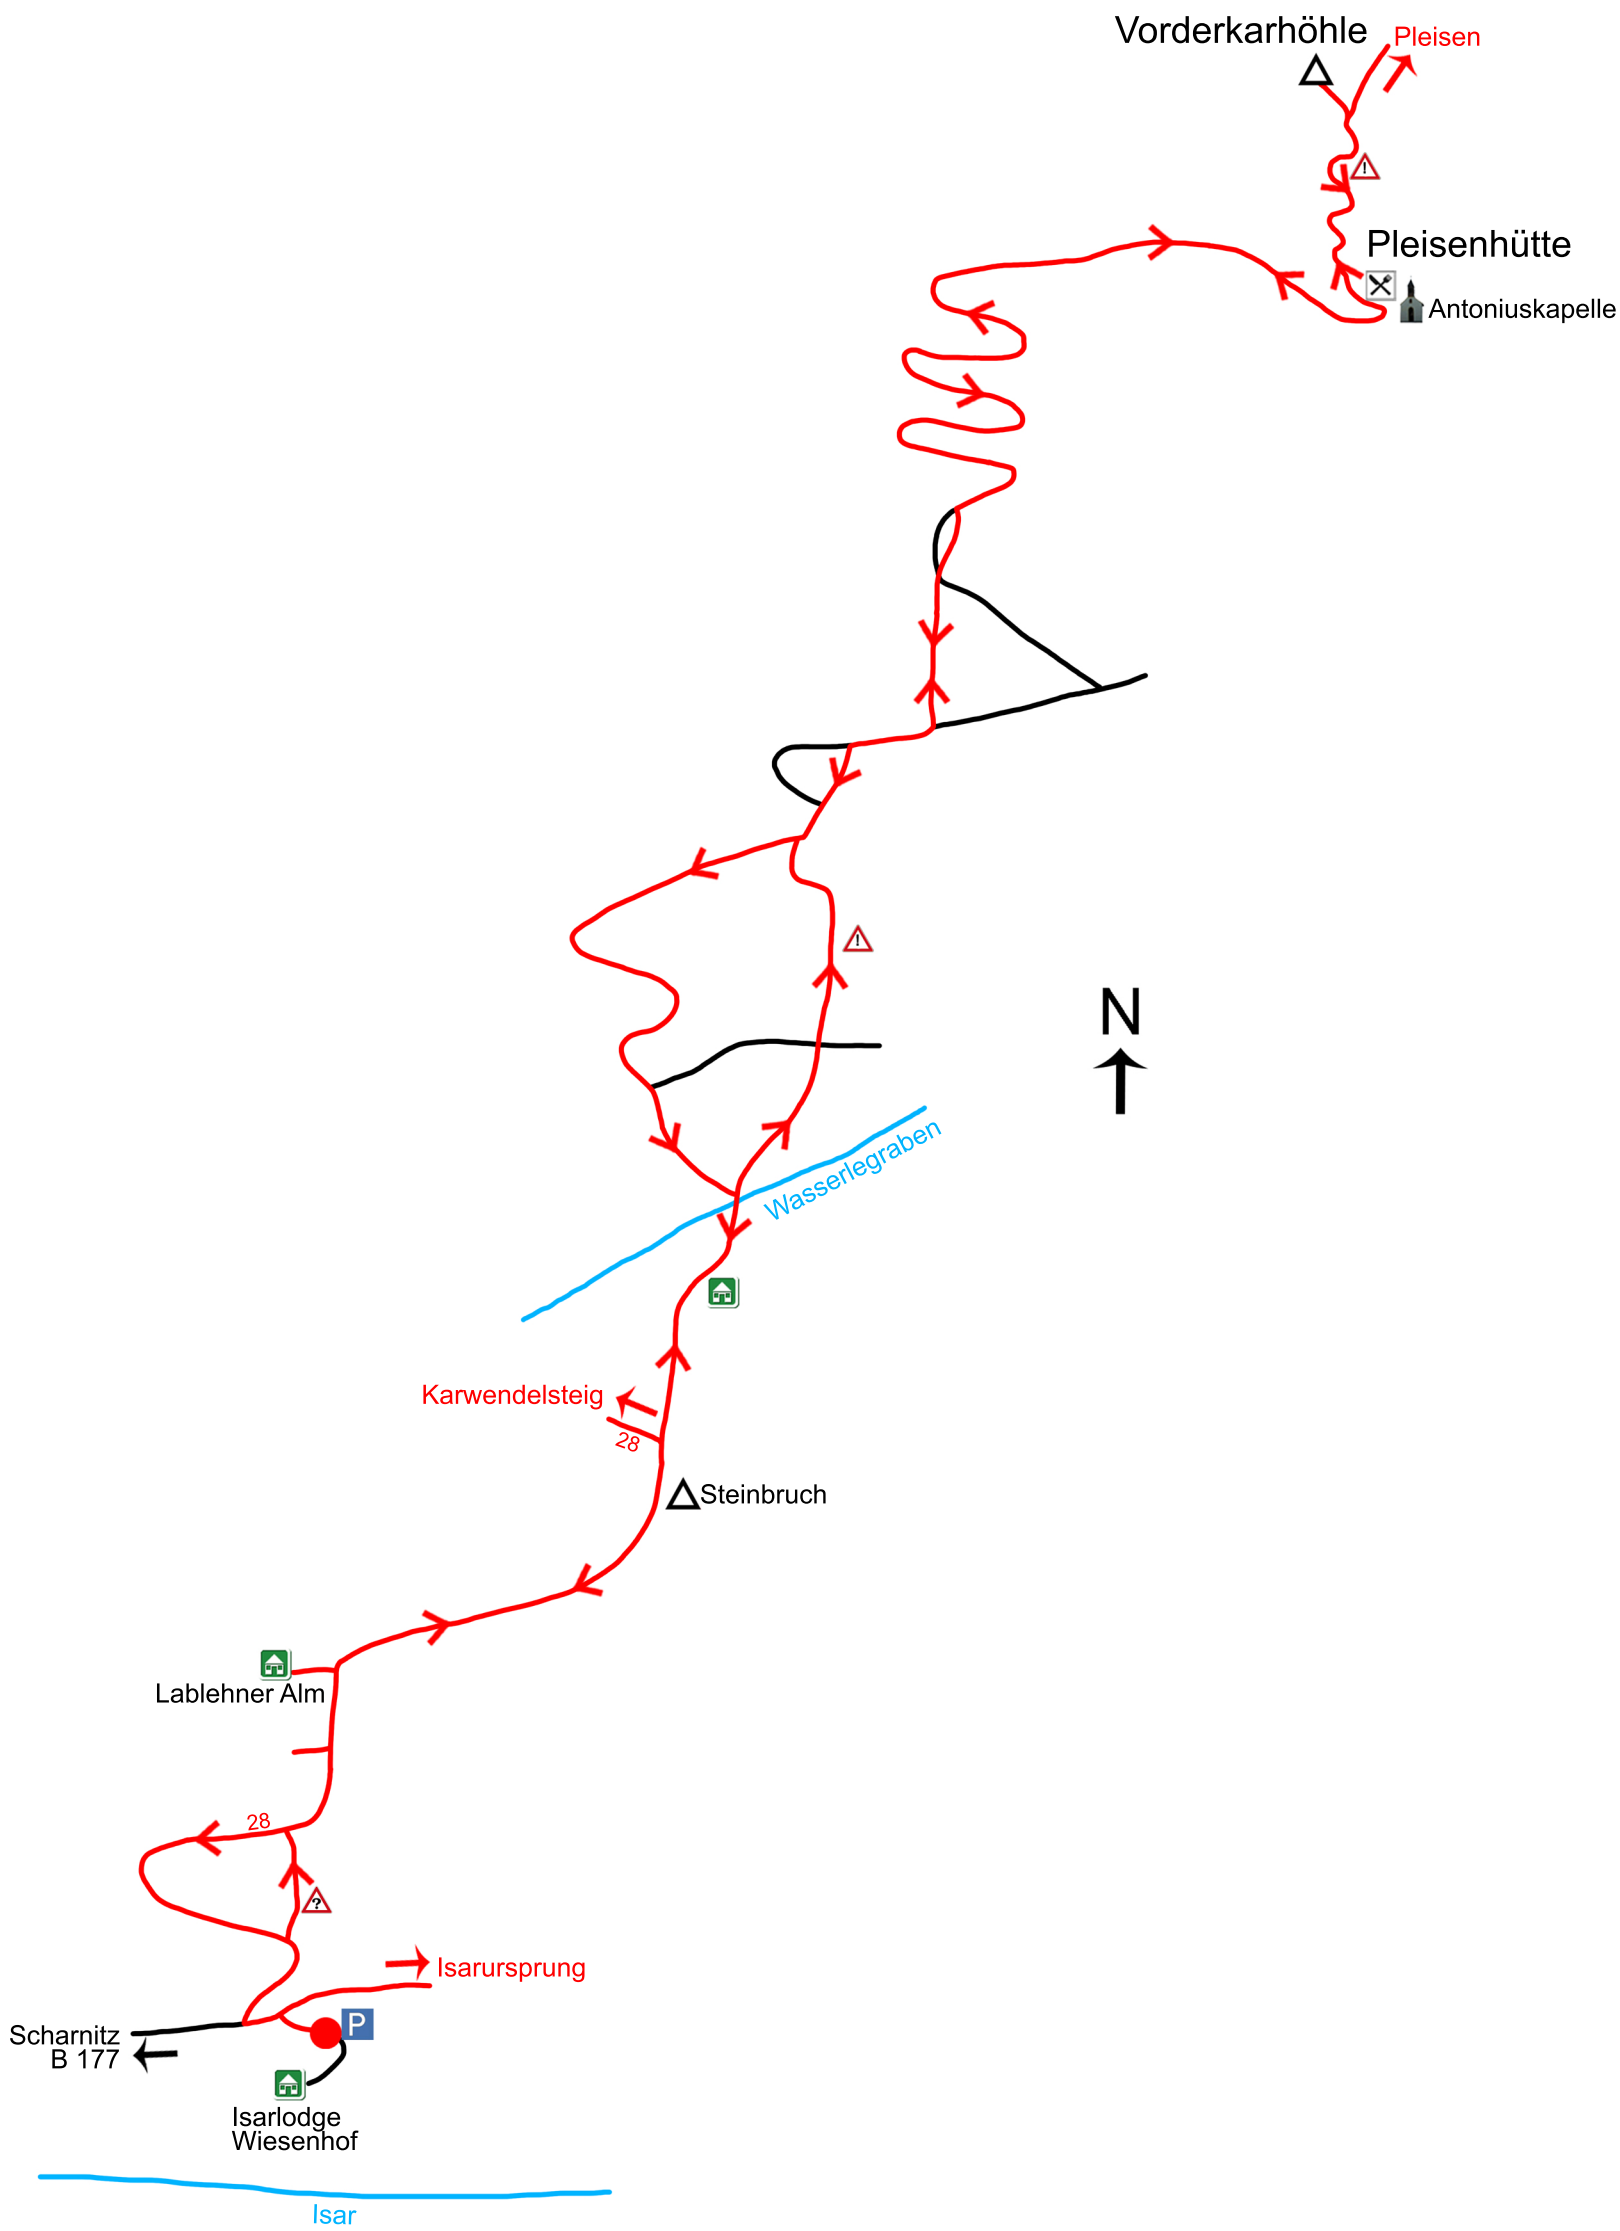 Vorderkarhöhle
Pleisen
!
Pleisenhütte
Antoniuskapelle
!
N
Wasserlegraben
Karwendelsteig
28
Steinbruch
Lablehner Alm
28
?
Isarursprung
P
Scharnitz
B 177
Isarlodge
Wiesenhof
Isar